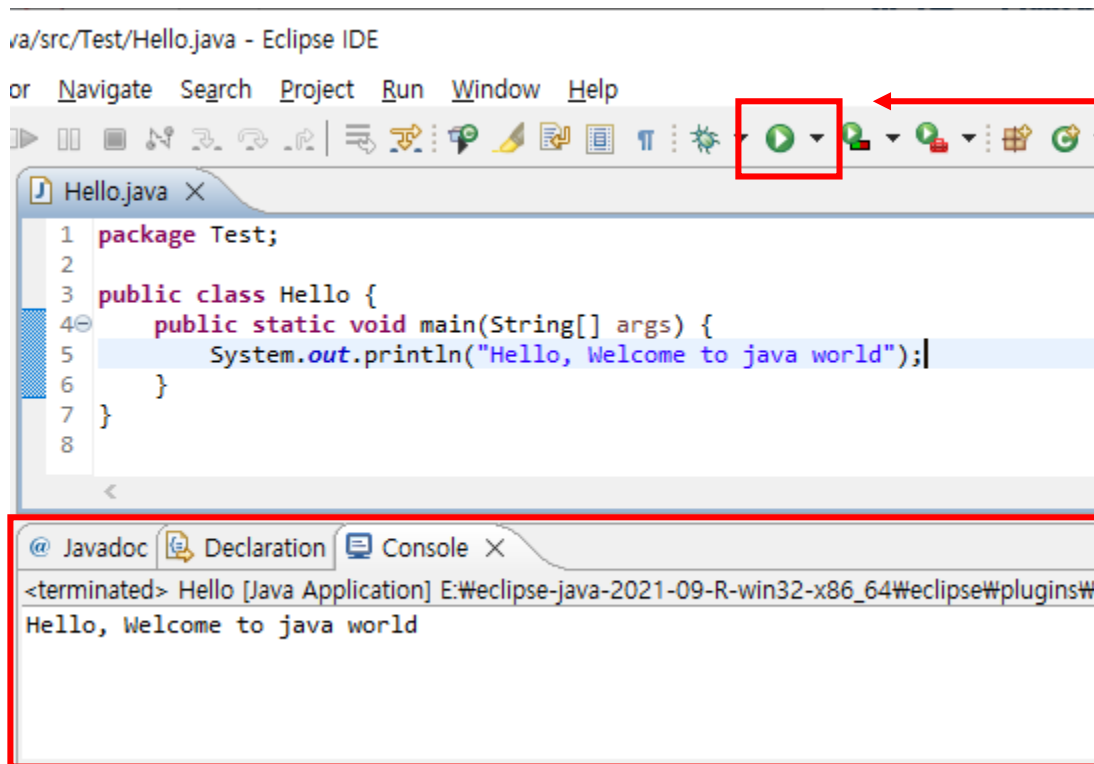 va/src/Test/Hello.java - Eclipse IDE
or Navigate Search Project Run Window Help
Hello.java
1 package Test;
2
3 public class Hello {
4 public static void main(String[] args) {
5 System.out.println("Hello, Welcome to java world");
6 }
7 }
8
@ Javadoc Declaration Console
<terminated> Hello [Java Application] E:₩eclipse-java-2021-09-R-win32-x86_64₩eclipse₩plugins₩
Hello, Welcome to java world